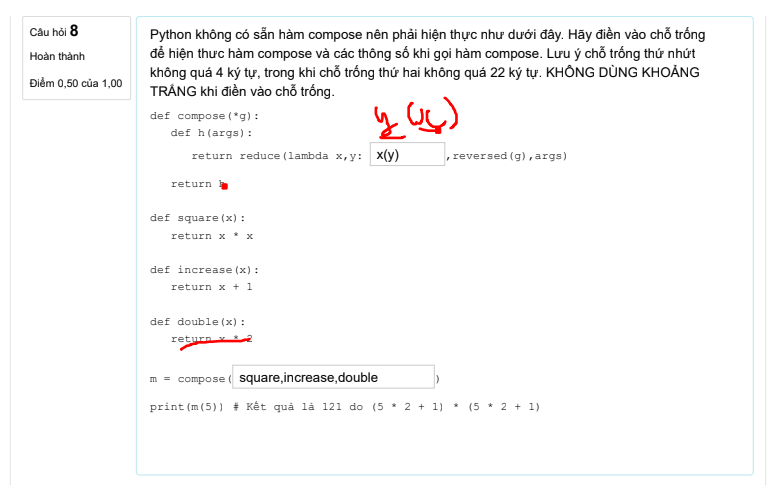 Câu hỏi 8
Hoàn thành
Điểm 0,50 của 1,00
Python không có sẵn hàm compose nên phải hiện thực như dưới đây. Hãy điền vào chỗ trống
để hiện thưc hàm compose và các thông số khi gọi hàm compose. Lưu ý chỗ trống thứ nhứt
không quá 4 ký tự, trong khi chỗ trống thứ hai không quá 22 ký tự. KHÔNG DÙNG KHOẢNG
TRẮNG khi điền vào chỗ trống.
def compose(*g):
def h(args):
return reduce(lambda x,y: x(y) ,reversed(g),args)
return h
def square(x):
return x * x
def increase(x):
return x + 1
def double(x):
return x * 2
m = compose( square,increase,double )
print(m(5)) # Kết quả là 121 do (5 * 2 + 1) * (5 * 2 + 1)